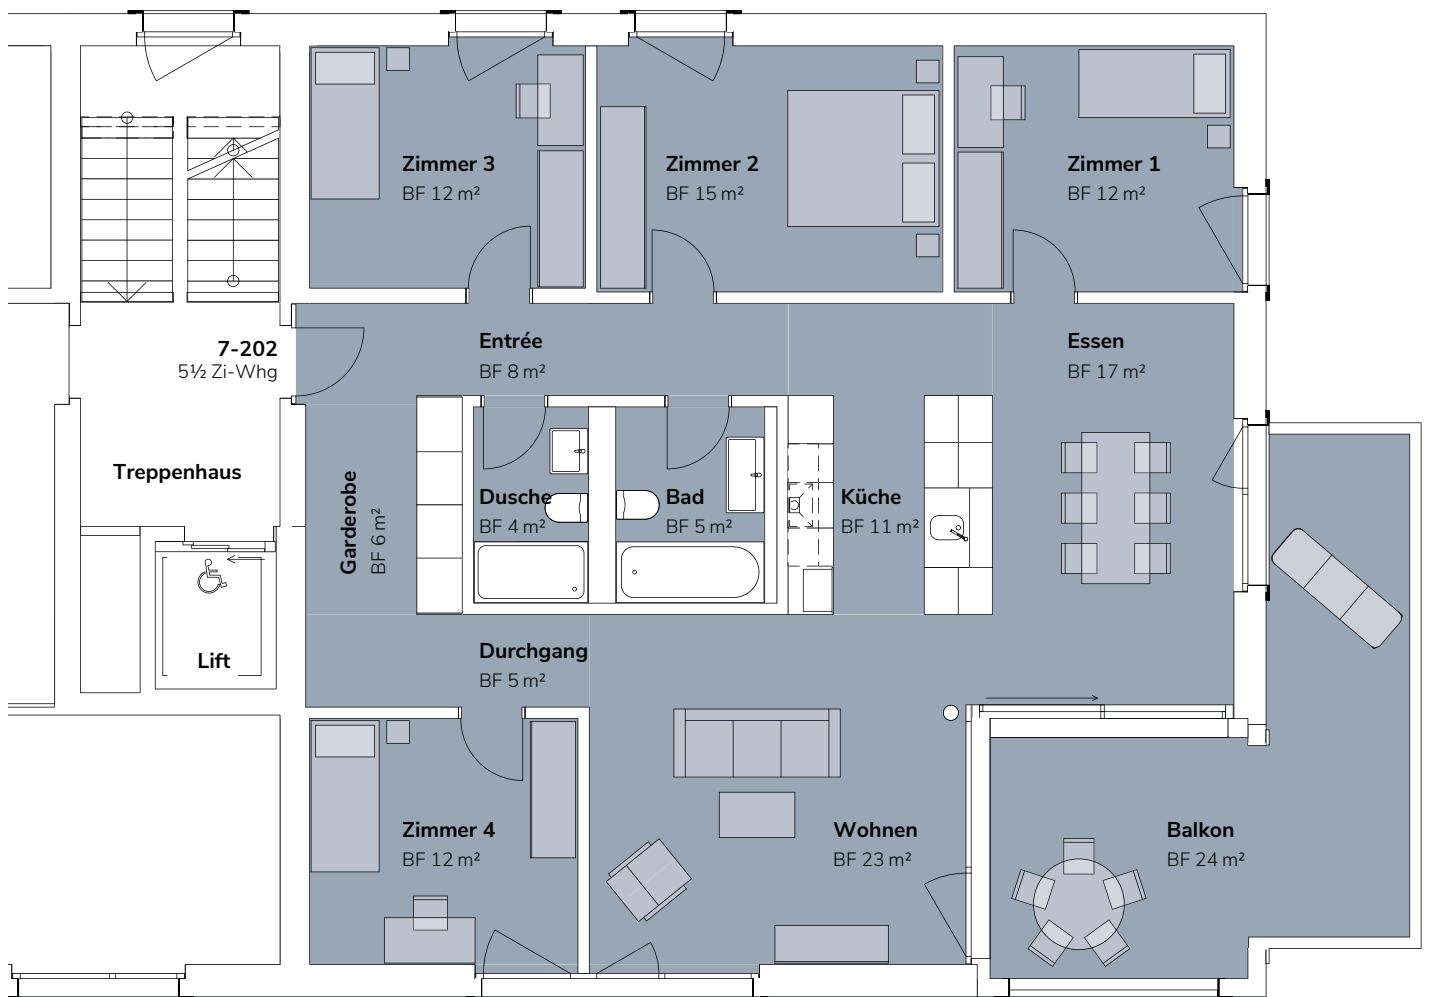 Zimmer 3
BF 12 m²
Zimmer 2
BF 15 m²
Zimmer 1
BF 12 m²
7-202
5½ Zi-Whg
Entrée
BF 8 m²
Essen
BF 17 m²
Treppenhaus
Garderobe
BF 6 m²
Dusche
BF 4 m²
Bad
BF 5 m²
Küche
BF 11 m²
Lift
Durchgang
BF 5 m²
Zimmer 4
BF 12 m²
Wohnen
BF 23 m²
Balkon
BF 24 m²